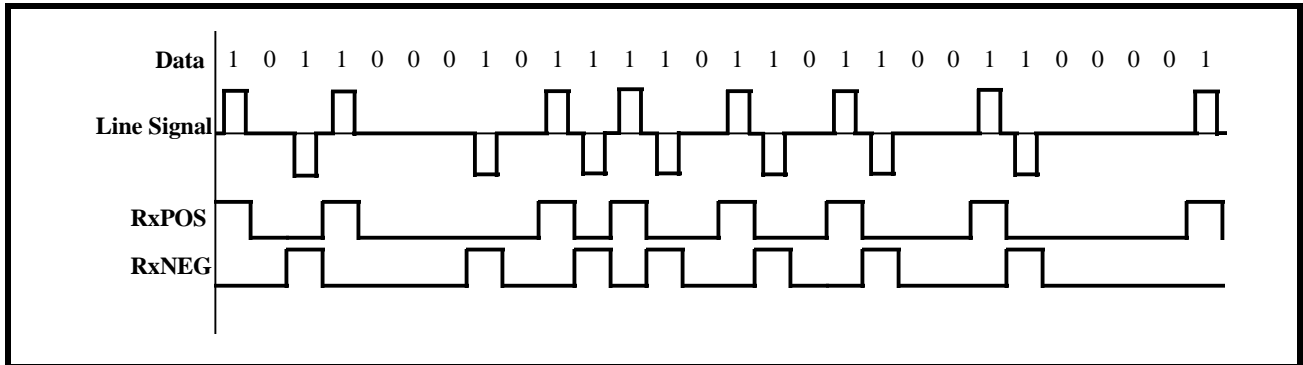 Data 1 0 1 1 0 0 0 1 0 1 1 1 1 0 1 1 0 1 1 0 0 1 1 0 0 0 0 1
Line Signal
RxPOS
RxNEG